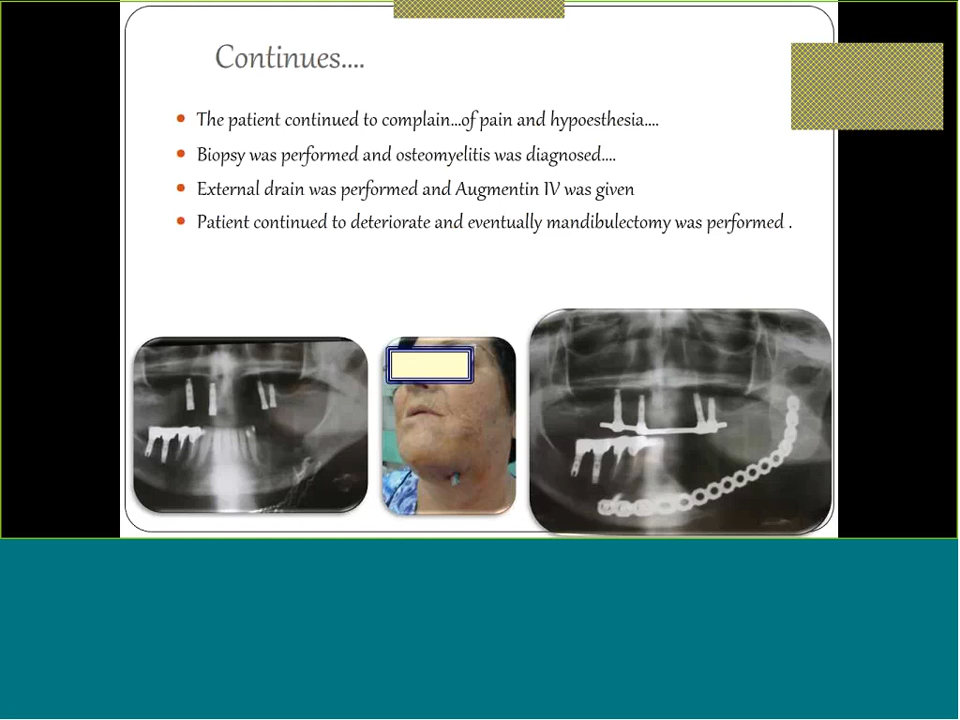 Continues....
The patient continued to complain...of pain and hypoesthesia....
Biopsy was performed and osteomyelitis was diagnosed....
External drain was performed and Augmentin IV was given
Patient continued to deteriorate and eventually mandibulectomy was performed .